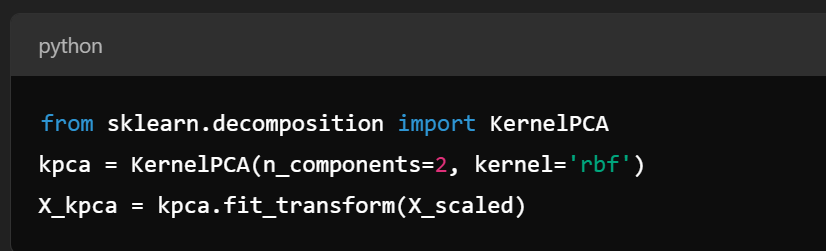 python
from sklearn.decomposition import KernelPCA
kpca = KernelPCA(n_components=2, kernel='rbf')
X_kpca = kpca.fit_transform(X_scaled)